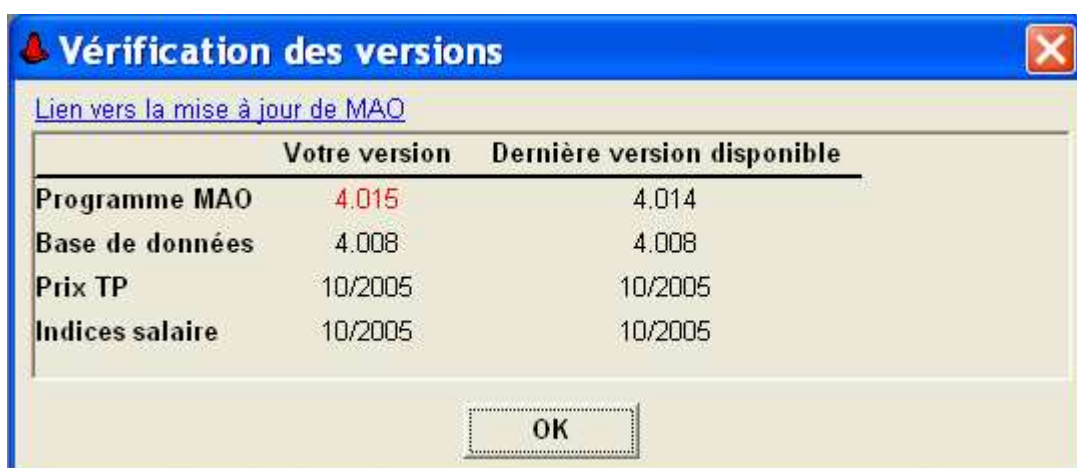 Vérification des versions
Lien vers la mise à jour de MAO
Votre version Dernière version disponible
Programme MAO 4.015 4.014
Base de données 4.008 4.008
Prix TP 10/2005 10/2005
Indices salaire 10/2005 10/2005
OK